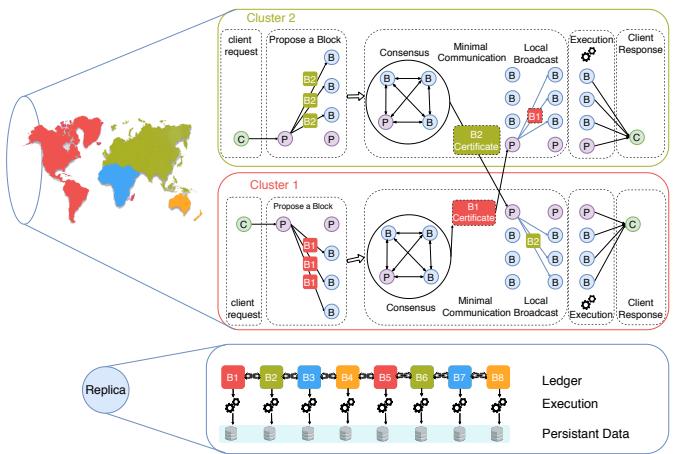 Cluster 2
client
request
Propose a Block
Consensus
Minimal
Communication
Local
Broadcast
Execution
Client
Response
C
P
B2
B2
B2
B
B
B
P
B
B
P
B
B2
Certificate
B
B
B
P
B1
B
B
B
P
B
B
B
P
C
Cluster 1
Propose a Block
B1
Certificate
C
P
P
B1
B1
B1
B
B
B
B
B
P
B
P
B
B
B
B2
P
B
B
B
P
B
B
B
C
client
request
Consensus
Minimal
Communication
Local
Broadcast
Execution
Client
Response
Replica
B1
B2
B3
B4
B5
B6
B7
B8
Ledger
Execution
Persistant Data